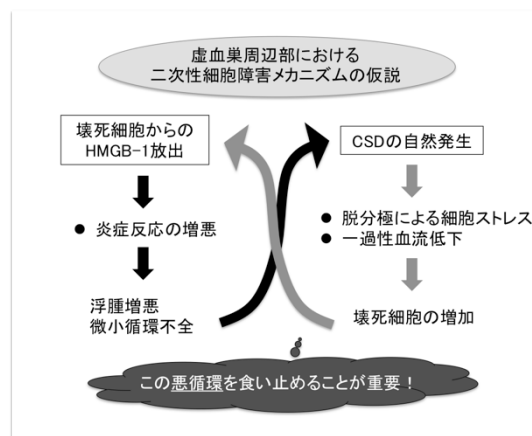 虚血巣周辺部における
二次性細胞障害メカニズムの仮説
壊死細胞からの
HMGB-1放出
● 炎症反応の増悪
浮腫増悪
微小循環不全
CSDの自然発生
● 脱分極による細胞ストレス
● 一過性血流低下
壊死細胞の増加
この悪循環を食い止めることが重要！